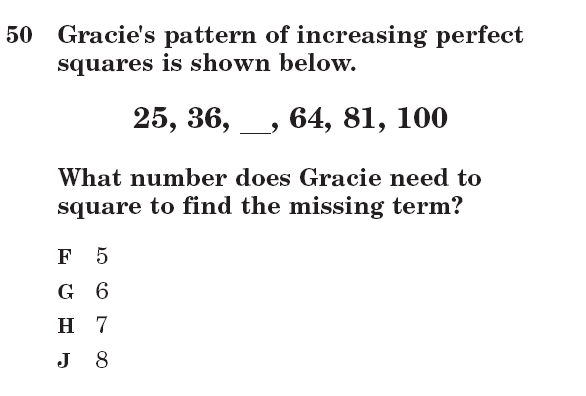 50 Gracie's pattern of increasing perfect
squares is shown below.
25, 36, __, 64, 81, 100
What number does Gracie need to
square to find the missing term?
F 5
G 6
H 7
J 8